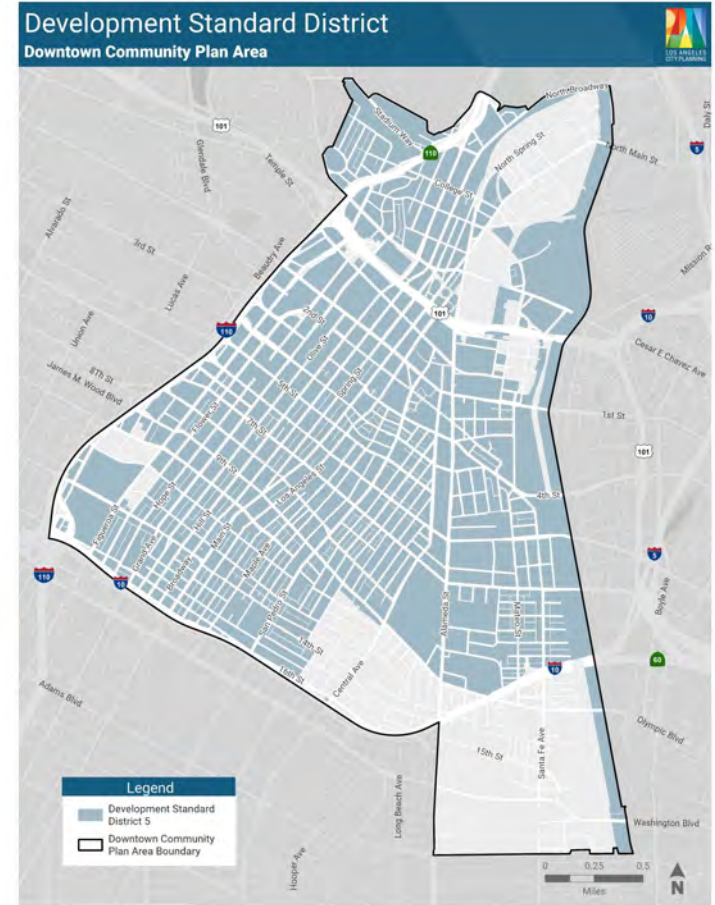 Development Standard District
Downtown Community Plan Area
LOS ANGELES
CITY PLANNING
North Broadway
Daly St
101
Stadium Way
110
North Spring St
North Main St
5
Glendale Blvd
Temple St
College St
Alvarado St
3rd St
Beaudry Ave
Lucas Ave
Mission R
101
10
110
2nd St
Olive St
Spring St
Cesar E Chavez Ave
Union Ave
8Th St
James M. Wood Blvd
5th St
Flower St
7th St
1st St
101
9th St
Los Angeles St
4th St
Figueroa St
Hope St
Hill St
Main St
Grand Ave
Broadway
Maple Ave
110
10
5
San Pedro St
Alameda St
Mateo St
Boyle Ave
14th St
16th St
Central Ave
10
60
Adams Blvd
Olympic Blvd
15th St
Santa Fe Ave
Long Beach Ave
Washington Blvd
Hooper Ave
Legend
Development Standard
District 5
Downtown Community
Plan Area Boundary
0 0.25 0.5
Miles
N